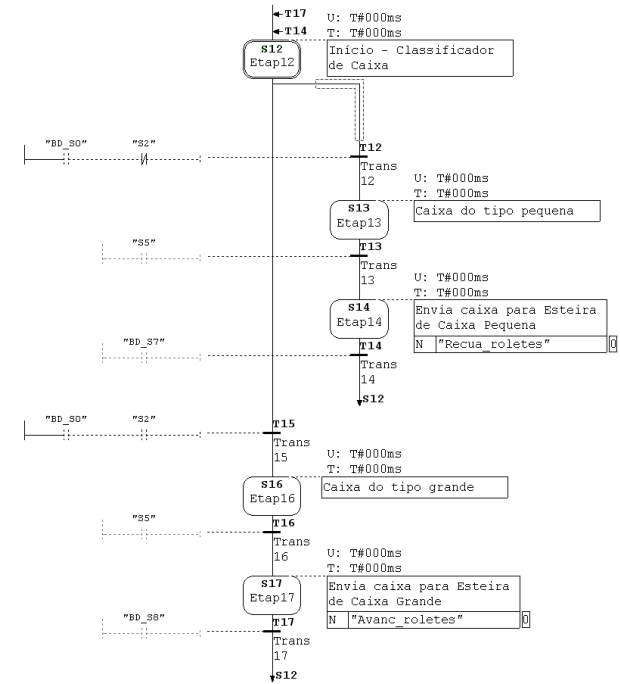 T17
U: T#000ms
T14
T: T#000ms
S12
Etap12
Início - Classificador
de Caixa
"BD_S0" "S2"
T12
Trans
12
U: T#000ms
T: T#000ms
S13
Etap13
Caixa do tipo pequena
"S5"
T13
Trans
13
U: T#000ms
T: T#000ms
S14
Etap14
Envia caixa para Esteira
de Caixa Pequena
N "Recua_roletes" 0
"BD_S7"
T14
Trans
14
S12
"BD_S0" "S2"
T15
Trans
15
U: T#000ms
T: T#000ms
S16
Etap16
Caixa do tipo grande
"S5"
T16
Trans
16
U: T#000ms
T: T#000ms
S17
Etap17
Envia caixa para Esteira
de Caixa Grande
N "Avanc_roletes" 0
"BD_S8"
T17
Trans
17
S12